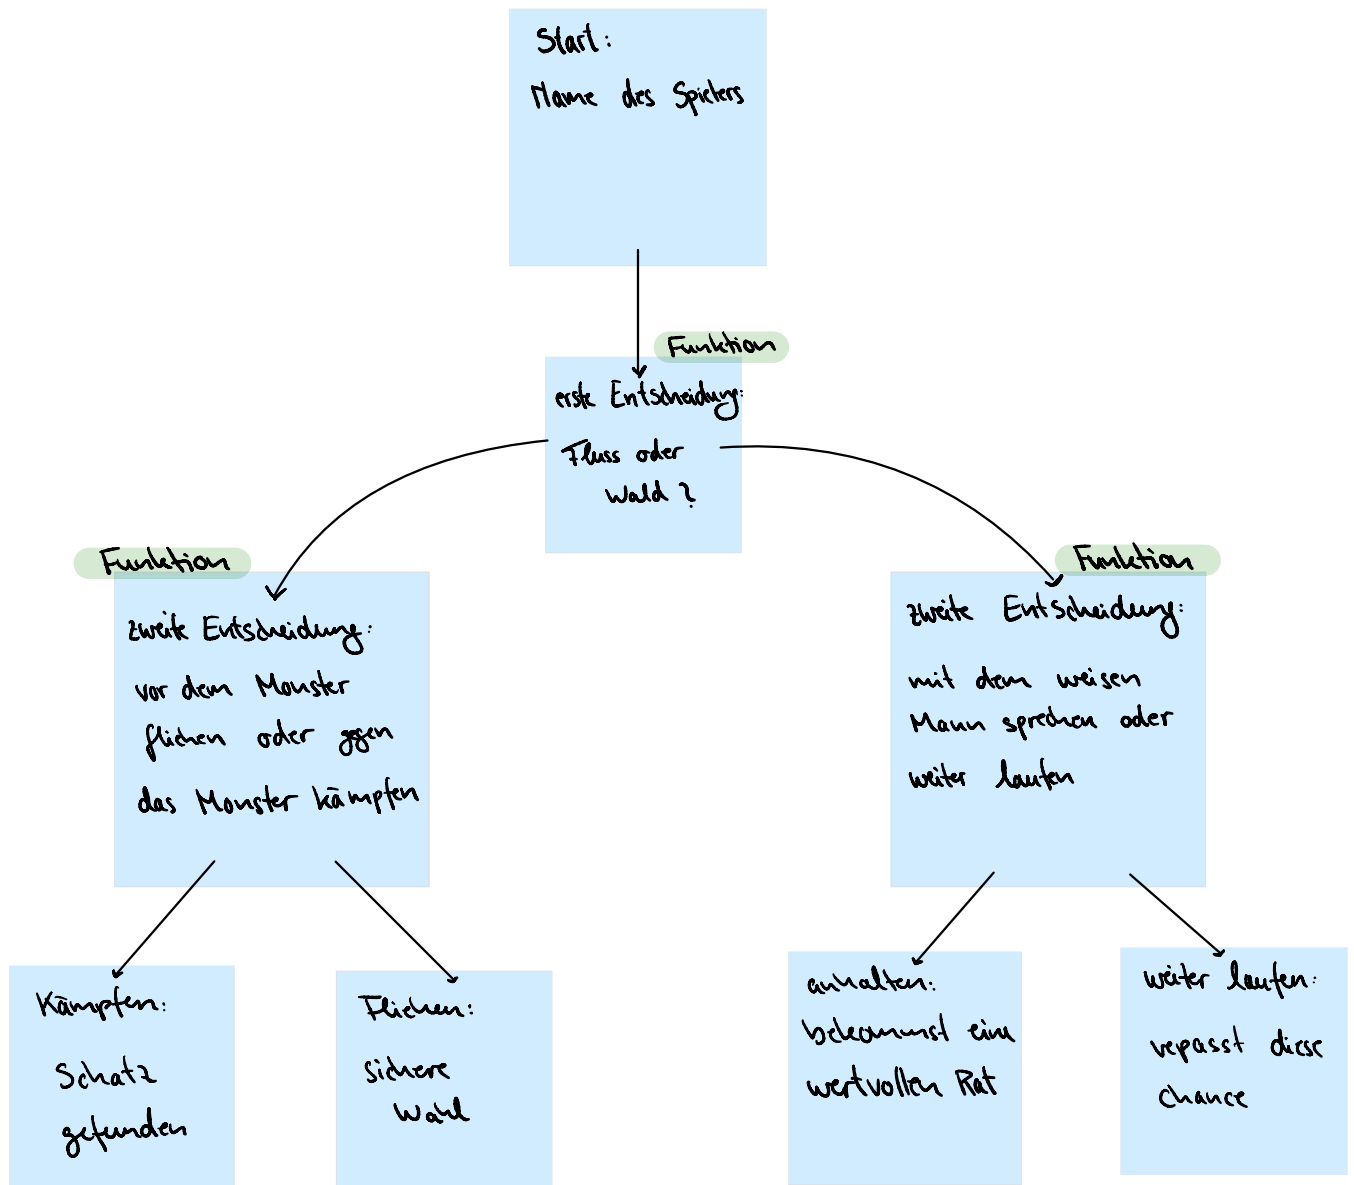 Start:
Name des Spielers
Funktion
erste Entscheidung:
Fluss oder
Wald ?
Funktion
zweite Entscheidung:
vor dem Monster
fliehen oder gegen
das Monster kämpfen
Funktion
zweite Entscheidung:
mit dem weisen
Mann sprechen oder
weiter laufen
Kämpfen:
Schatz
gefunden
Fliehen:
sichere
Wahl
anhalten:
bekommst eine
wertvollen Rat
weiter laufen:
vepasst diese
chance